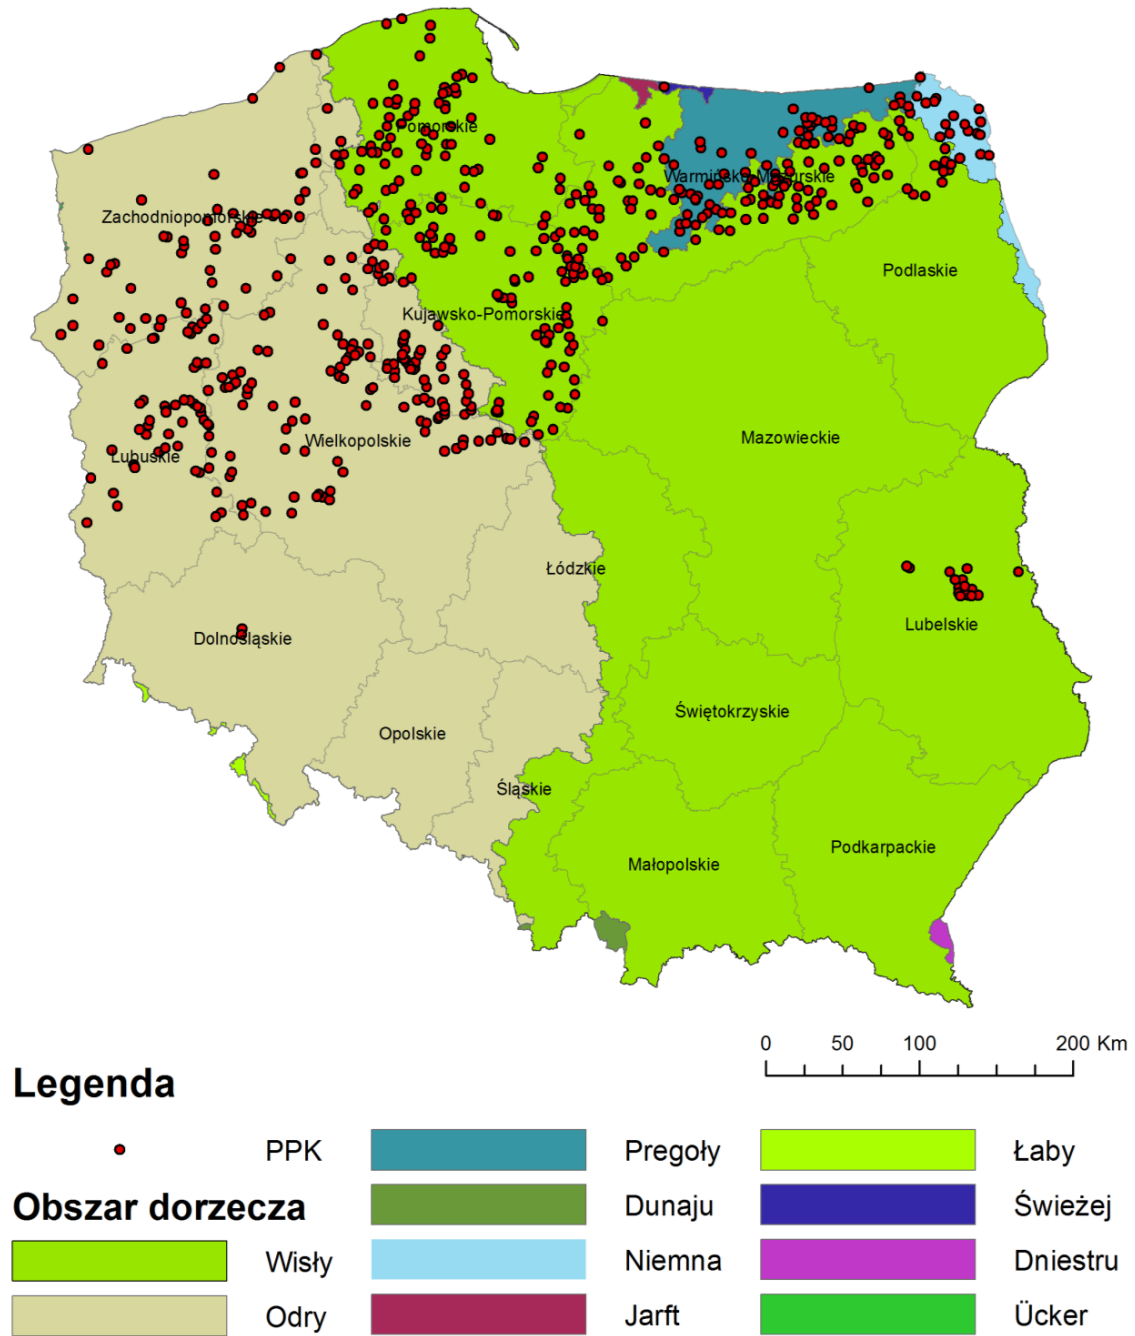 Pomorskie
Warmińsko-Mazurskie
Zachodniopomorskie
Podlaskie
Kujawsko-Pomorskie
Mazowieckie
Wielkopolskie
Lubuskie
Łódzkie
Lubelskie
Dolnośląskie
Świętokrzyskie
Opolskie
Śląskie
Podkarpackie
Małopolskie
0 50 100 200 Km
Legenda
PPK
Obszar dorzecza
Wisły
Odry
Pregoły
Dunaju
Niemna
Jarft
Łaby
Świeżej
Dniestru
Ücker